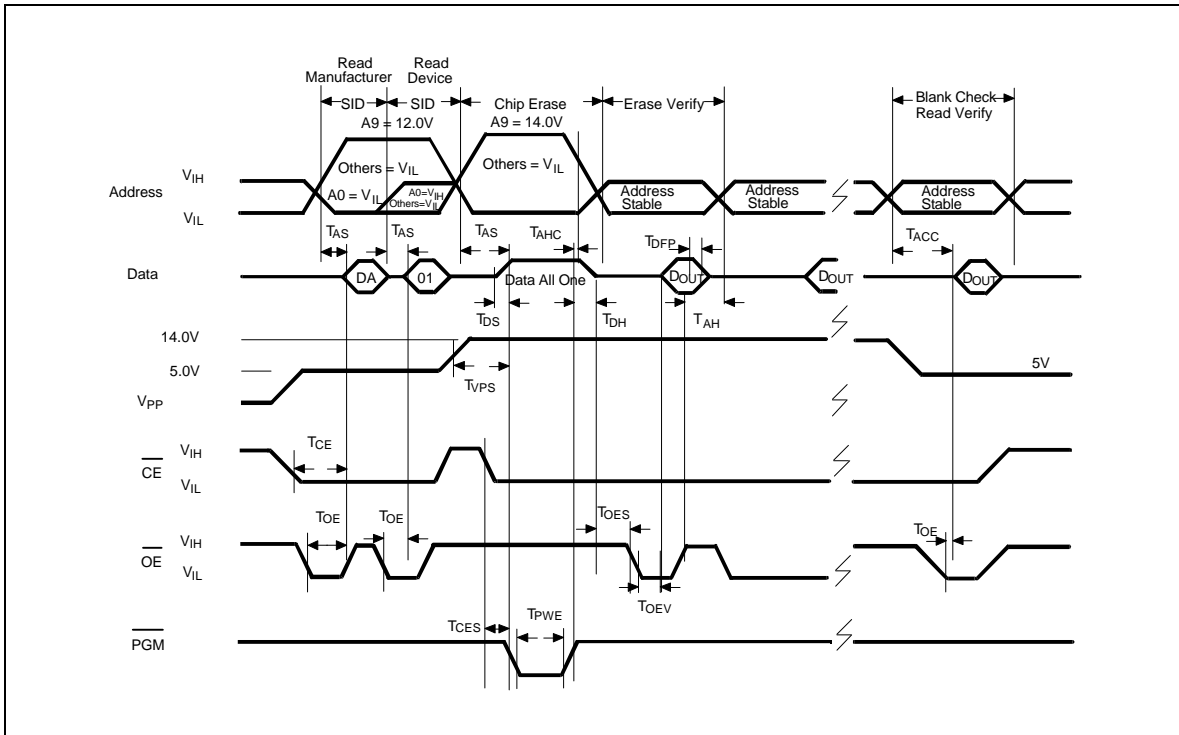 Read Manufacturer
SID
Read Device
SID
Chip Erase
Erase Verify
Blank Check
Read Verify
A9 = 12.0V
A9 = 14.0V
Others = VIL
Others = VIL
Address
VIH
VIL
A0 = VIL
A0=VIH
Others=VIL
Address Stable
Address Stable
Address Stable
TAS
TAS
TAS
TAHC
TDFP
TACC
Data
DA
01
Data All One
DOUT
DOUT
DOUT
TDS
TDH
TAH
14.0V
5.0V
VPP
TVPS
5V
CE
VIH
VIL
TCE
OE
VIH
VIL
TOE
TOE
TOES
TOEV
TOE
PGM
TCES
TPWE